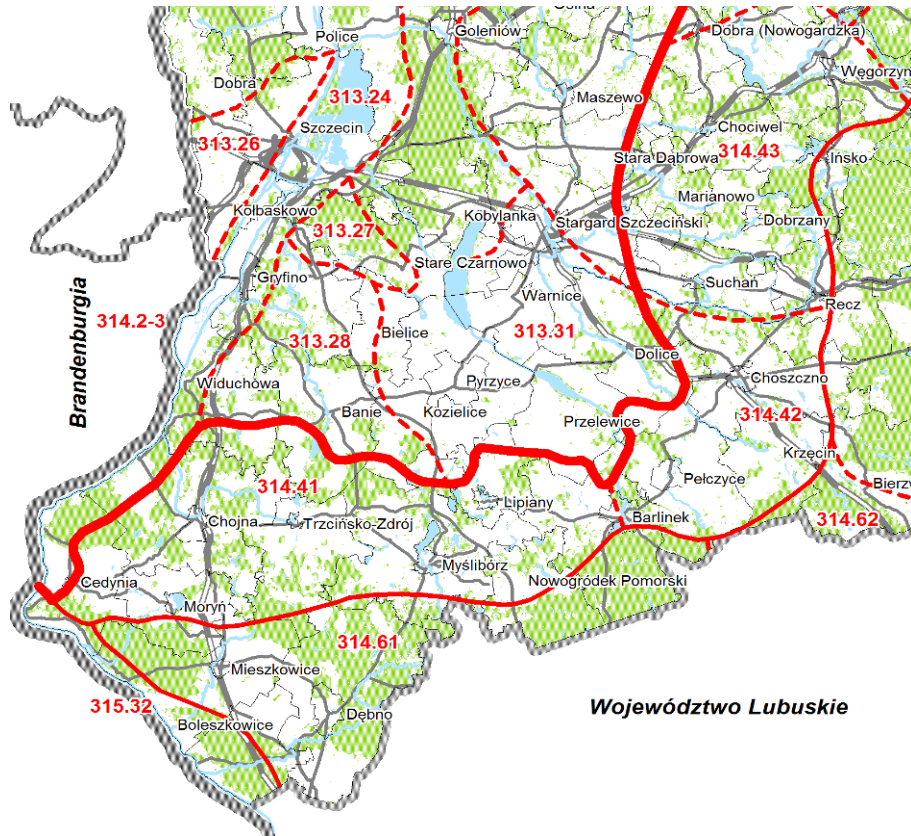 Osina
Dobra (Nowogardzka)
Goleniów
Police
Węgorzyn
Dobra
313.24
Maszewo
Szczecin
Chociwel
313.26
314.43
Stara Dąbrowa
Ińsko
Marianowo
Kołbaskowo
Kobylanka
Dobrzany
Stargard Szczeciński
313.27
Stare Czarnowo
Gryfino
Suchań
Warnice
Recz
314.2-3
Brandenburgia
Bielice
313.31
313.28
Dolice
Widuchowa
Pyrzyce
Choszczno
Banie
Kozielice
314.42
Przelewice
Krzęcin
314.41
Pełczyce
Bierzw
Lipiany
Chojna
Trzcińsko-Zdrój
Barlinek
314.62
Myślibórz
Cedynia
Nowogródek Pomorski
Moryń
314.61
Mieszkowice
315.32
Województwo Lubuskie
Dębno
Boleszkowice